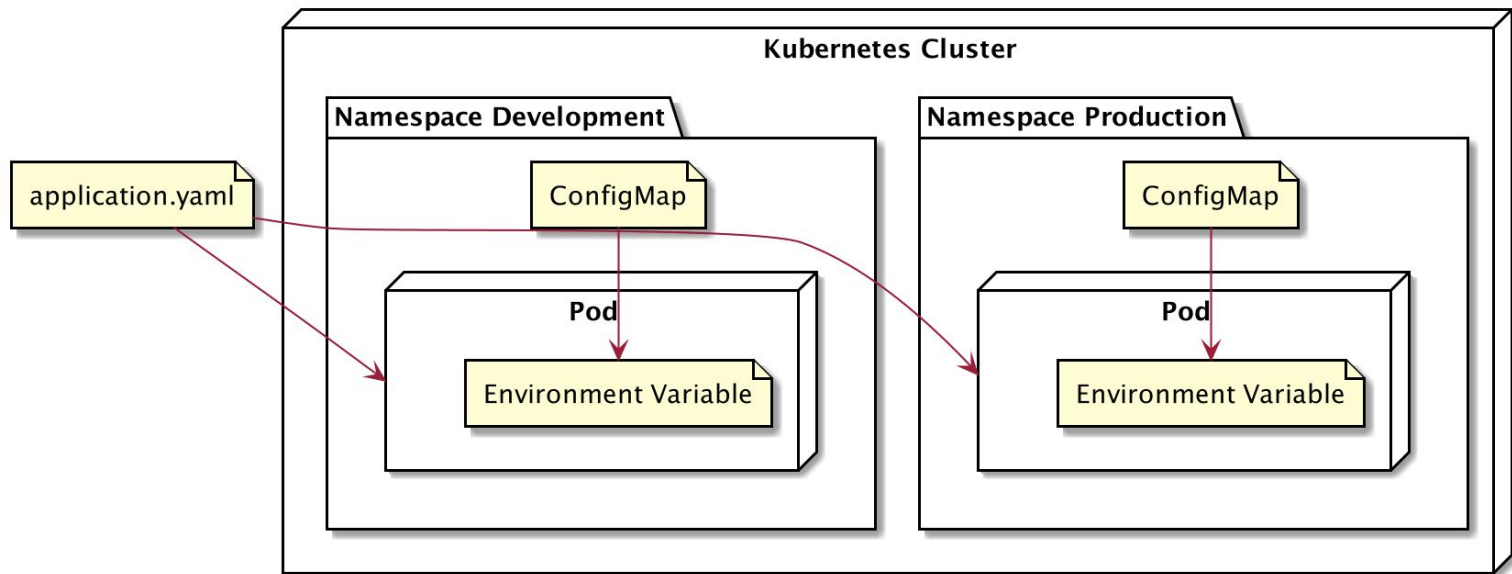 Kubernetes Cluster
Namespace Development
Namespace Production
application.yaml
ConfigMap
ConfigMap
Pod
Pod
Environment Variable
Environment Variable